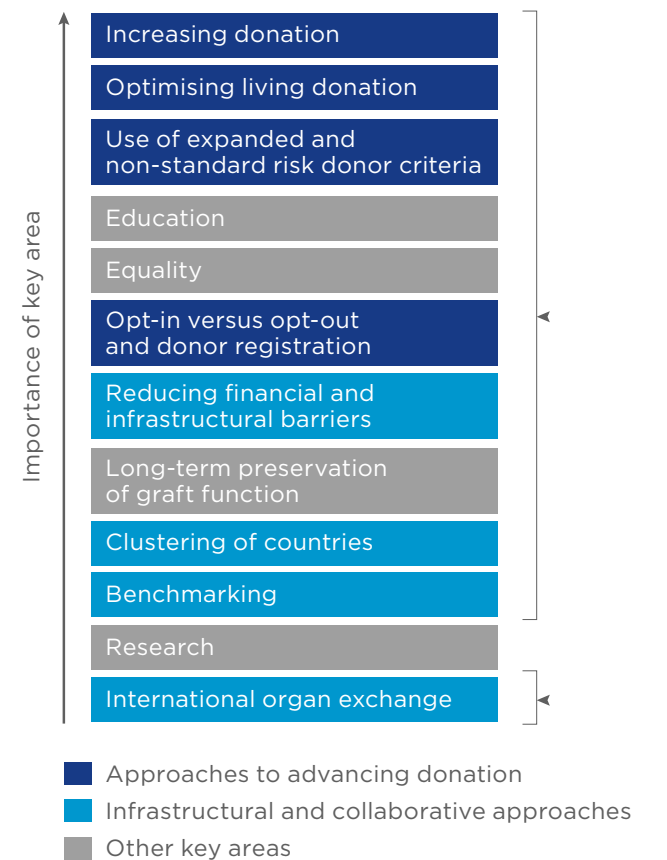 Increasing donation
Optimising living donation
Use of expanded and
non-standard risk donor criteria
Education
Equality
Opt-in versus opt-out
and donor registration
Reducing financial and
infrastructural barriers
Long-term preservation
of graft function
Clustering of countries
Benchmarking
Research
International organ exchange
Importance of key area
Approaches to advancing donation
Infrastructural and collaborative approaches
Other key areas